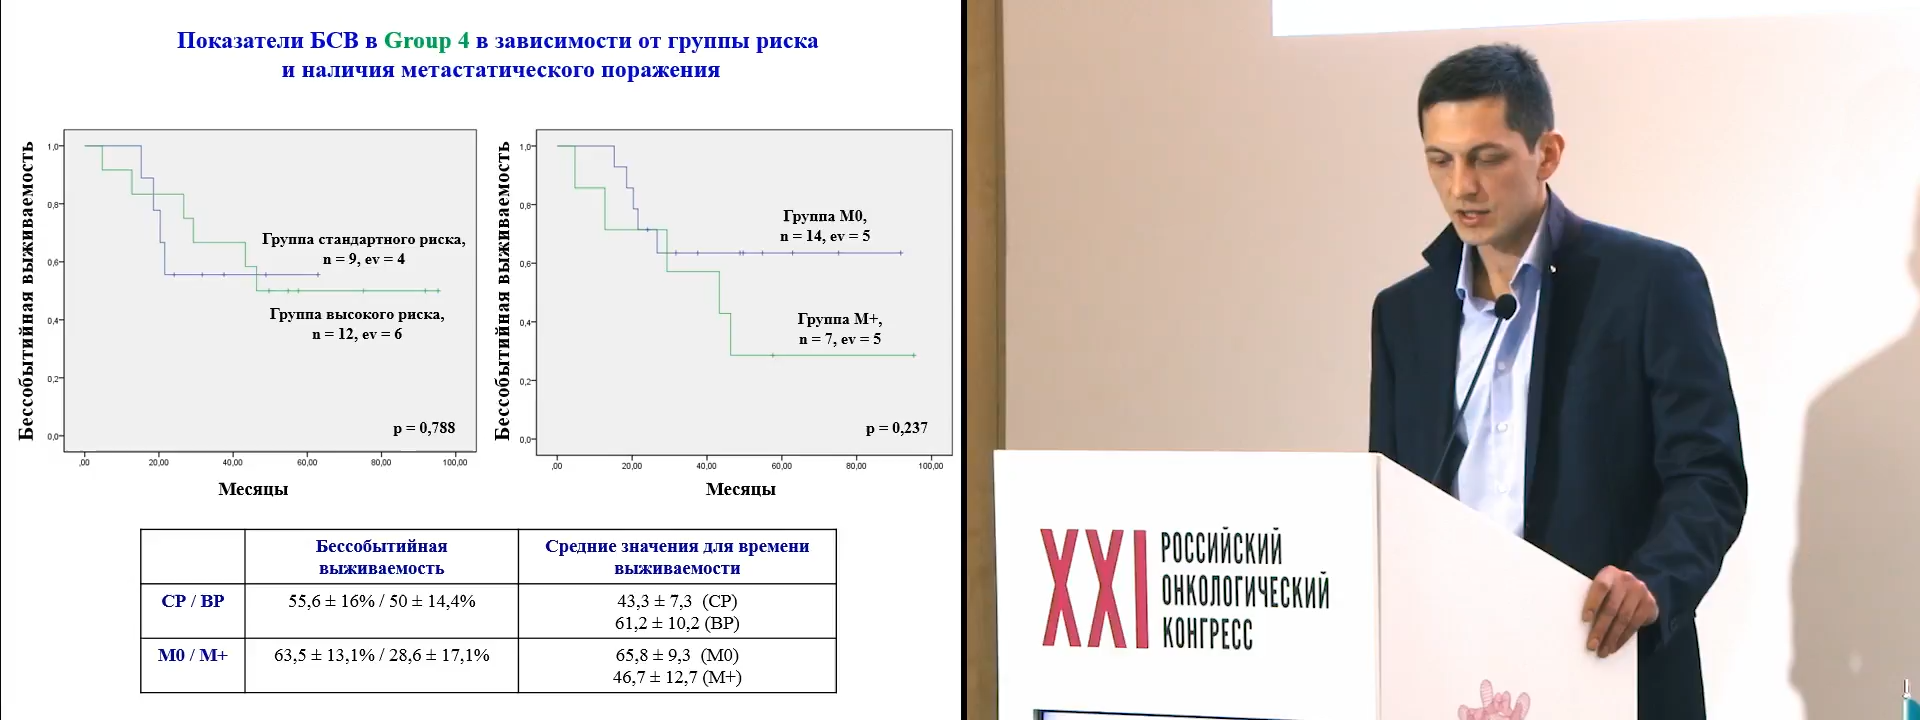 Показатели БСВ в Group 4 в зависимости от группы риска
и наличия метастатического поражения
Бессобытийная выживаемость
1,0
0,8
0,6
0,4
0,2
0,0
Группа стандартного риска,
n = 9, ev = 4
Группа высокого риска,
n = 12, ev = 6
p = 0,788
,00 20,00 40,00 60,00 80,00 100,00
Месяцы
Бессобытийная выживаемость
1,0
0,8
0,6
0,4
0,2
0,0
Группа M0,
n = 14, ev = 5
Группа M+,
n = 7, ev = 5
p = 0,237
,00 20,00 40,00 60,00 80,00 100,00
Месяцы
Бессобытийная
выживаемость
Средние значения для времени
выживаемости
СР / ВР
55,6 ± 16% / 50 ± 14,4%
43,3 ± 7,3 (СР)
61,2 ± 10,2 (ВР)
М0 / М+
63,5 ± 13,1% / 28,6 ± 17,1%
65,8 ± 9,3 (М0)
46,7 ± 12,7 (М+)
XXI
РОССИЙСКИЙ
ОНКОЛОГИЧЕСКИЙ
КОНГРЕСС